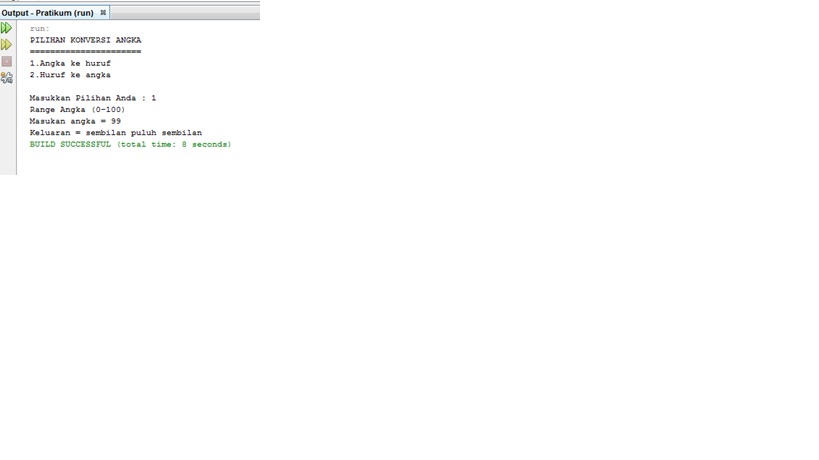 Output - Pratikum (run)
run:
PILIHAN KONVERSI ANGKA
======================
1.Angka ke huruf
2.Huruf ke angka
Masukkan Pilihan Anda : 1
Range Angka (0-100)
Masukan angka = 99
Keluaran = sembilan puluh sembilan
BUILD SUCCESSFUL (total time: 8 seconds)